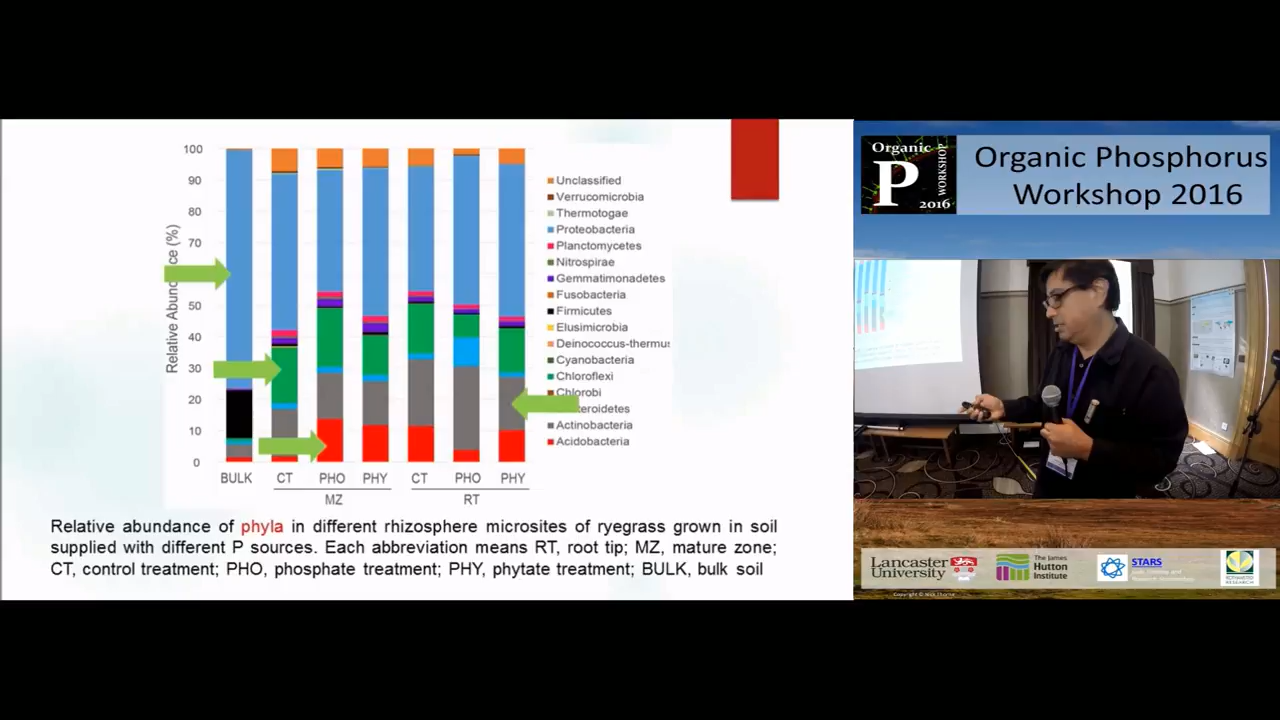 100
90
80
70
50
40
30
20
10
0
Relative Abun ce (%)
BULK
CT
PHO
PHY
CT
PHO
PHY
MZ
RT
Unclassified
Verrucomicrobia
Thermotogae
Proteobacteria
Planctomycetes
Nitrospirae
Gemmatimonadetes
Fusobacteria
Firmicutes
Elusimicrobia
Deinococcus-thermus
Cyanobacteria
Chloroflexi
Chlorobi
teroidetes
Actinobacteria
Acidobacteria
Relative abundance of phyla in different rhizosphere microsites of ryegrass grown in soil
supplied with different P sources. Each abbreviation means RT, root tip; MZ, mature zone;
CT, control treatment; PHO, phosphate treatment; PHY, phytate treatment; BULK, bulk soil
Organic
P
WORKSHOP
2016
Organic Phosphorus
Workshop 2016
Lancaster
University
The James
Hutton
Institute
STARS